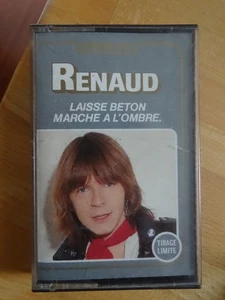 RENAUD
LAISSE BETON
MARCHE A L'OMBRE.
TIRAGE
LIMITE